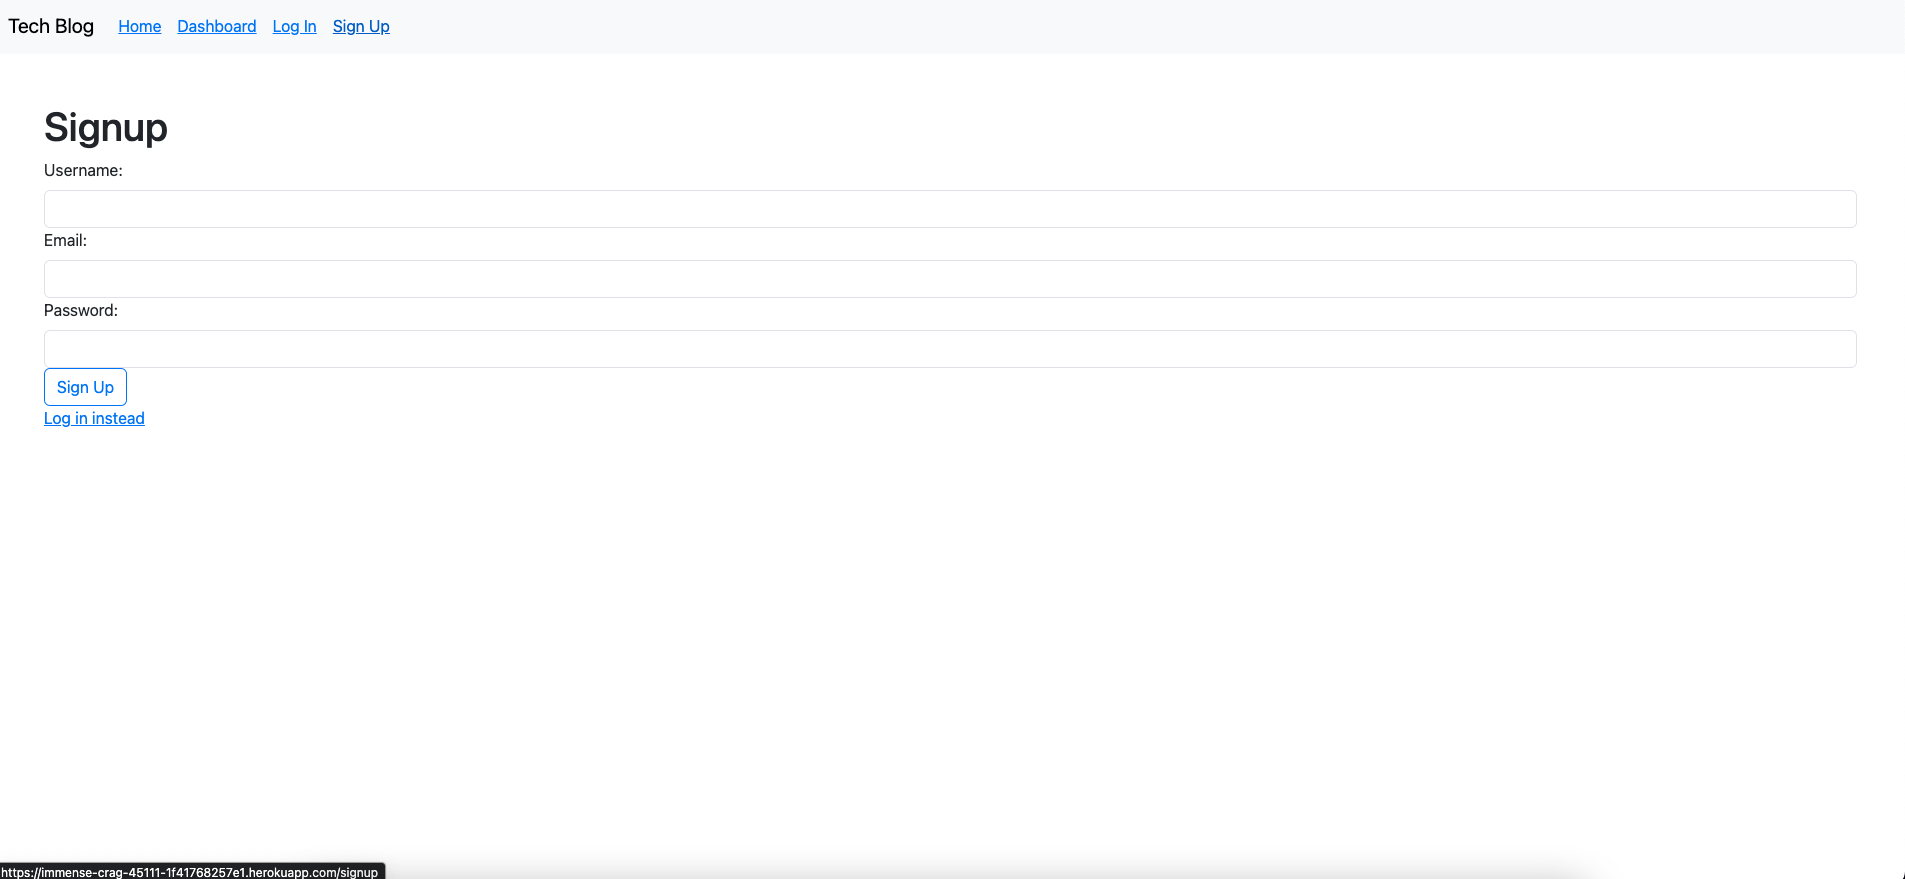 Tech Blog Home Dashboard Log In Sign Up
Signup
Username:
Email:
Password:
Sign Up
Log in instead
https://immense-crag-45111-1f41768257e1.herokuapp.com/signup